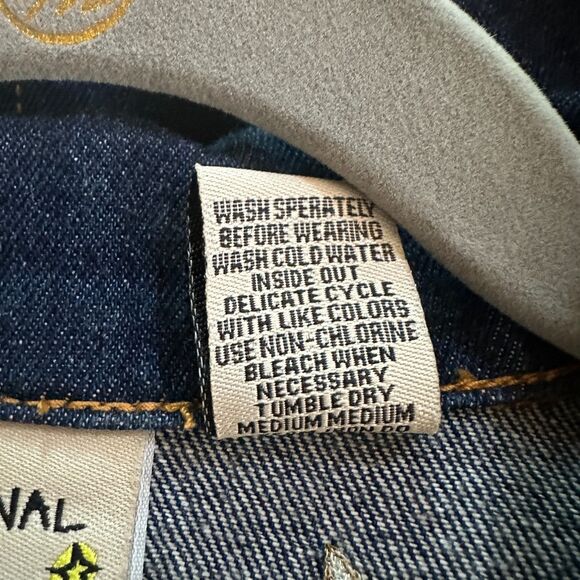 WASH SPERATELY
BEFORE WEARING
WASH COLD WATER
INSIDE OUT
DELICATE CYCLE
WITH LIKE COLORS
USE NON-CHLORINE
BLEACH WHEN
NECESSARY
TUMBLE DRY
MEDIUM MEDIUM
NAL